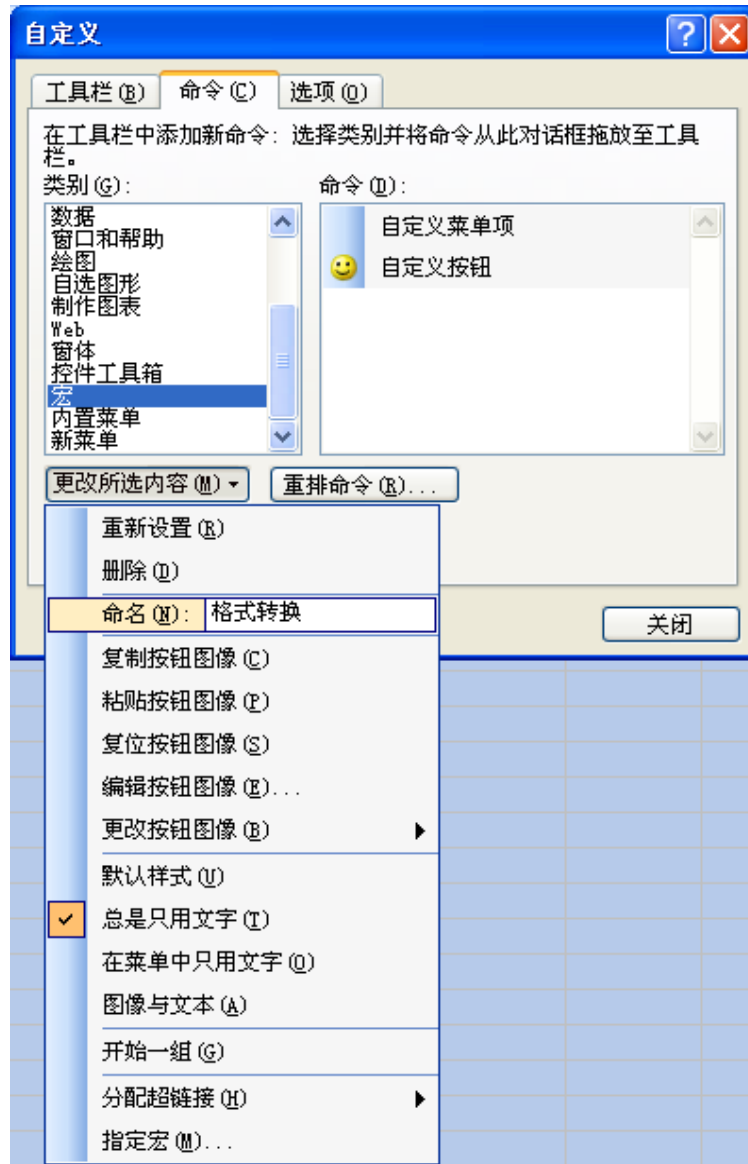 自定义
工具栏(B) 命令(C) 选项(O)
在工具栏中添加新命令: 选择类别并将命令从此对话框拖放至工具
栏。
类别(G): 命令(D):
数据
窗口和帮助
绘图
自选图形
制作图表
Web
窗体
控件工具箱
宏
内置菜单
新菜单
自定义菜单项
自定义按钮
更改所选内容(M) 重排命令(R)...
重新设置(R)
删除(D)
命名(N): 格式转换
关闭
复制按钮图像(C)
粘贴按钮图像(P)
复位按钮图像(S)
编辑按钮图像(E)...
更改按钮图像(B)
默认样式(U)
总是只用文字(T)
在菜单中只用文字(O)
图像与文本(A)
开始一组(G)
分配超链接(H)
指定宏(M)...